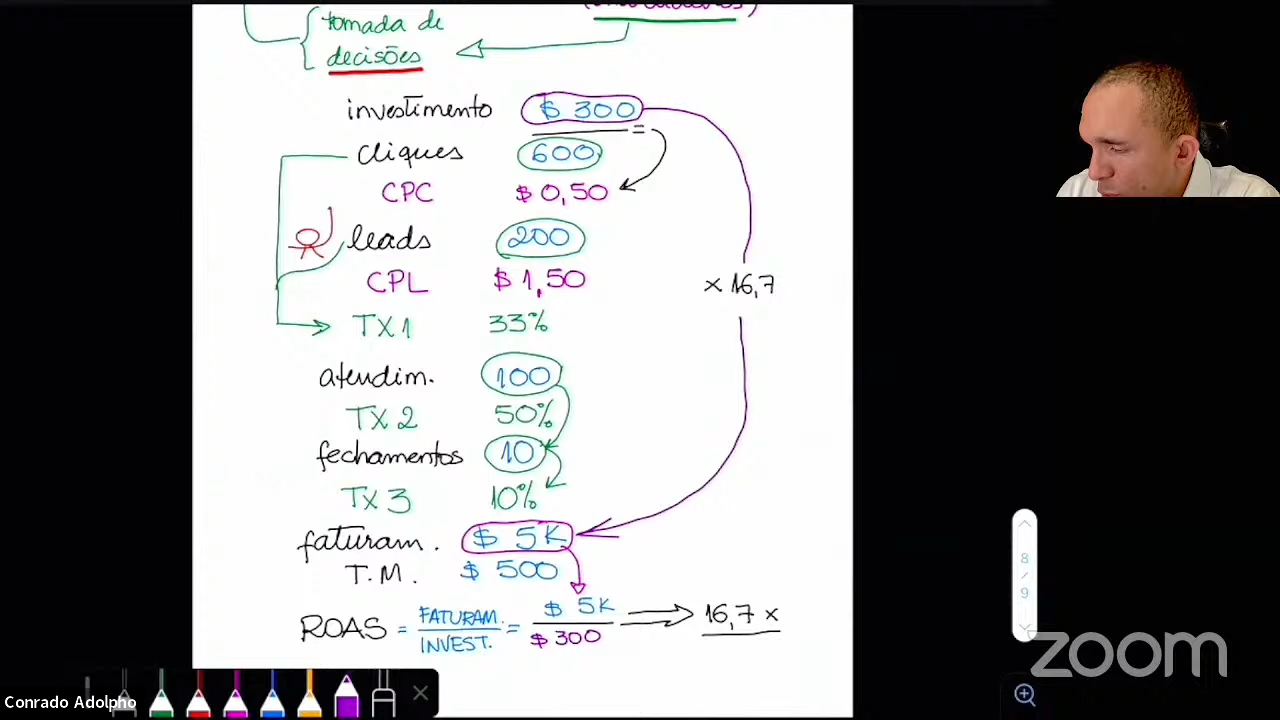 tomada de
decisões
investimento $ 300
=
cliques 600
CPC $ 0,50
leads 200
CPL $ 1,50
x 16,7
TX 1 33%
atendim. 100
TX 2 50%
fechamentos 10
TX 3 10%
faturam. $ 5K
T.M. $ 500
ROAS = FATURAM. / INVEST. = $ 5K / $ 300 16,7 x
8
/
9
zoom
Conrado Adolpho